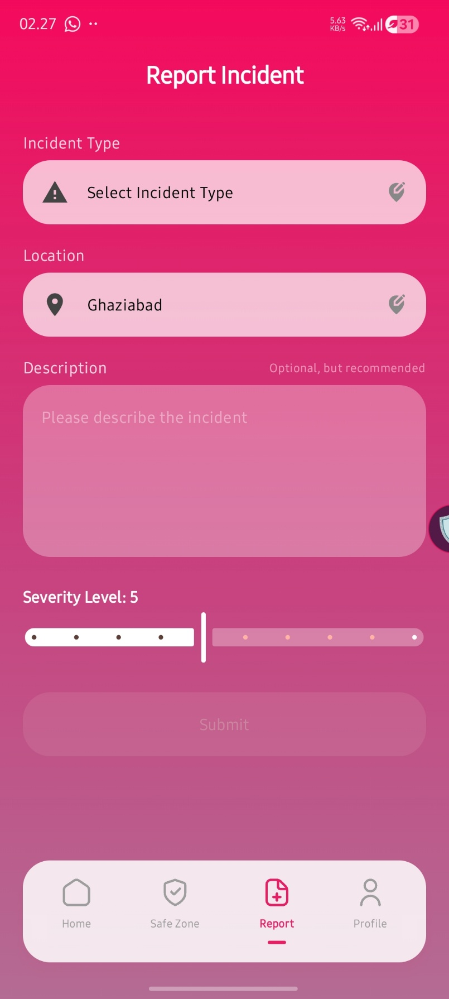 02.27
5.63
KB/s
31
Report Incident
Incident Type
Select Incident Type
Location
Ghaziabad
Description
Optional, but recommended
Please describe the incident
Severity Level: 5
Submit
Home
Safe Zone
Report
Profile